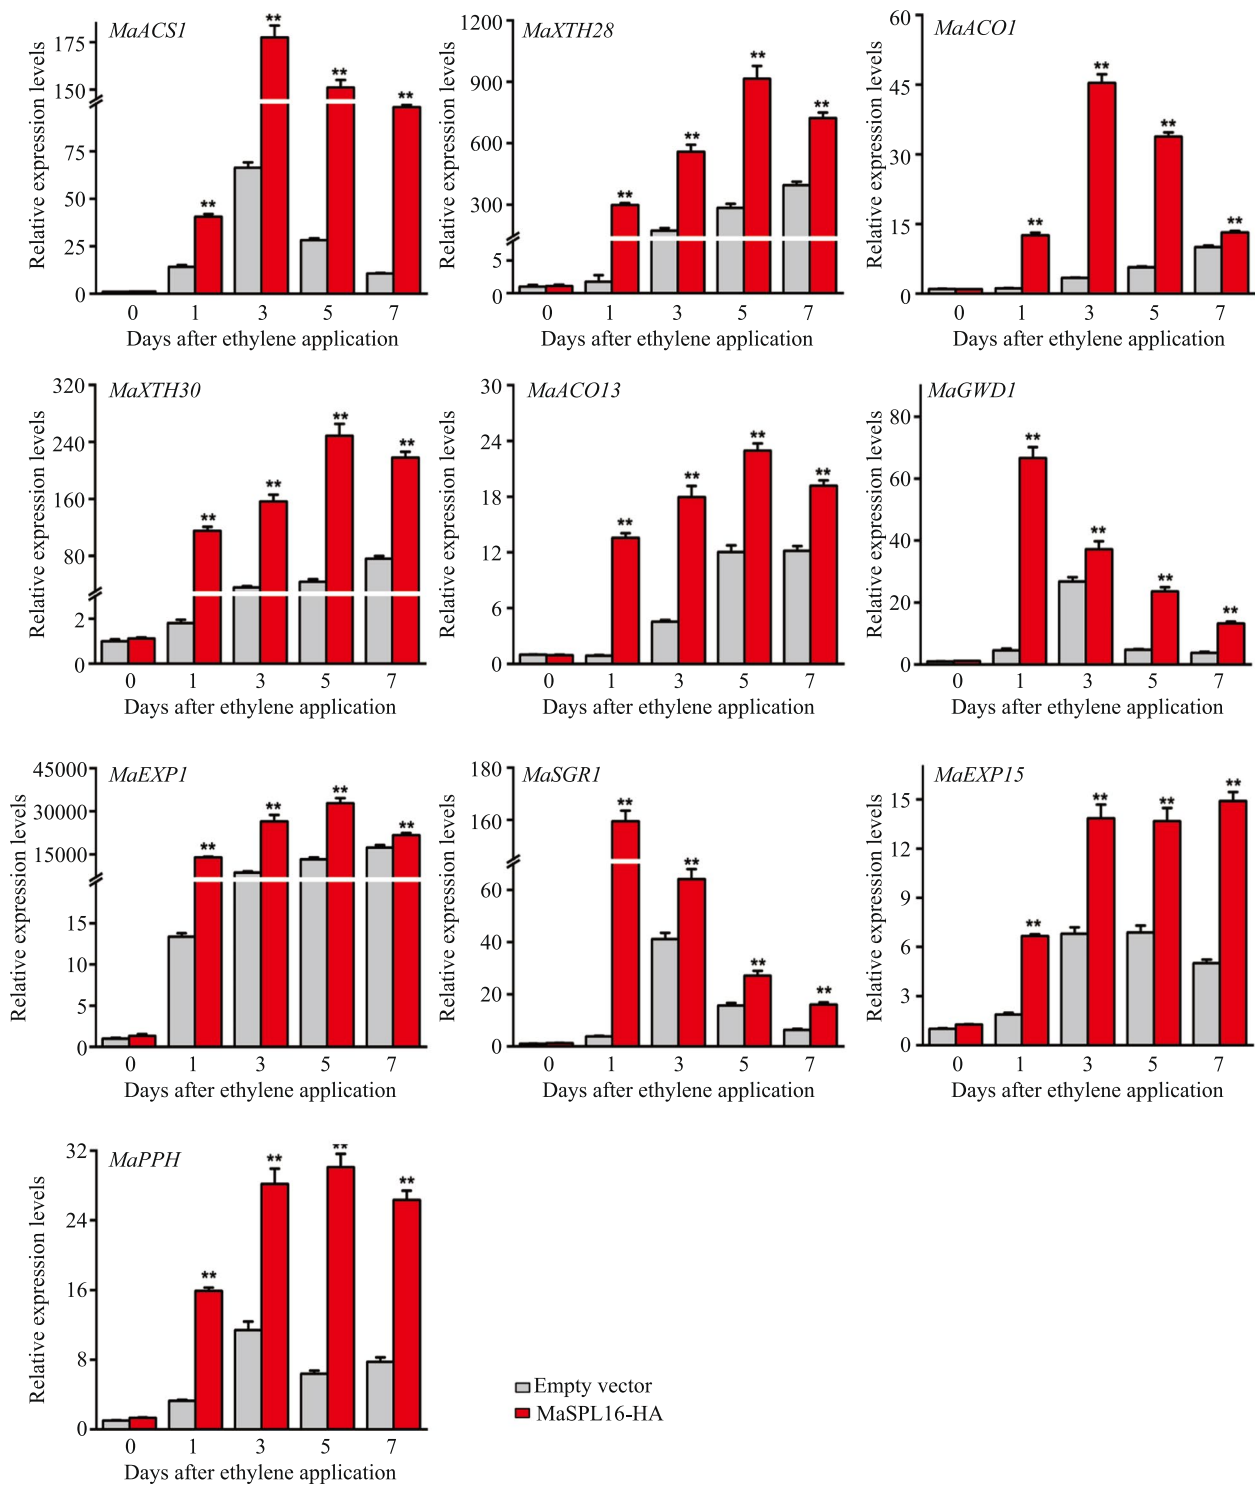 MaACS1
Relative expression levels
175
150
75
50
25
0
** ** ** **
0 1 3 5 7
Days after ethylene application
MaXTH28
Relative expression levels
1200
900
600
300
5
0
** ** ** **
0 1 3 5 7
Days after ethylene application
MaACO1
Relative expression levels
60
45
30
15
0
** ** ** **
0 1 3 5 7
Days after ethylene application
MaXTH30
Relative expression levels
320
240
160
80
2
0
** ** ** **
0 1 3 5 7
Days after ethylene application
MaACO13
Relative expression levels
30
24
18
12
6
0
** ** ** **
0 1 3 5 7
Days after ethylene application
MaGWD1
Relative expression levels
80
60
40
20
0
** ** ** **
0 1 3 5 7
Days after ethylene application
MaEXP1
Relative expression levels
45000
30000
15000
15
10
5
0
** ** ** **
0 1 3 5 7
Days after ethylene application
MaSGR1
Relative expression levels
180
160
60
40
20
0
** ** ** **
0 1 3 5 7
Days after ethylene application
MaEXP15
Relative expression levels
15
12
9
6
3
0
** ** ** **
0 1 3 5 7
Days after ethylene application
MaPPH
Relative expression levels
32
24
16
8
0
** ** ** **
0 1 3 5 7
Days after ethylene application
Empty vector
MaSPL16-HA